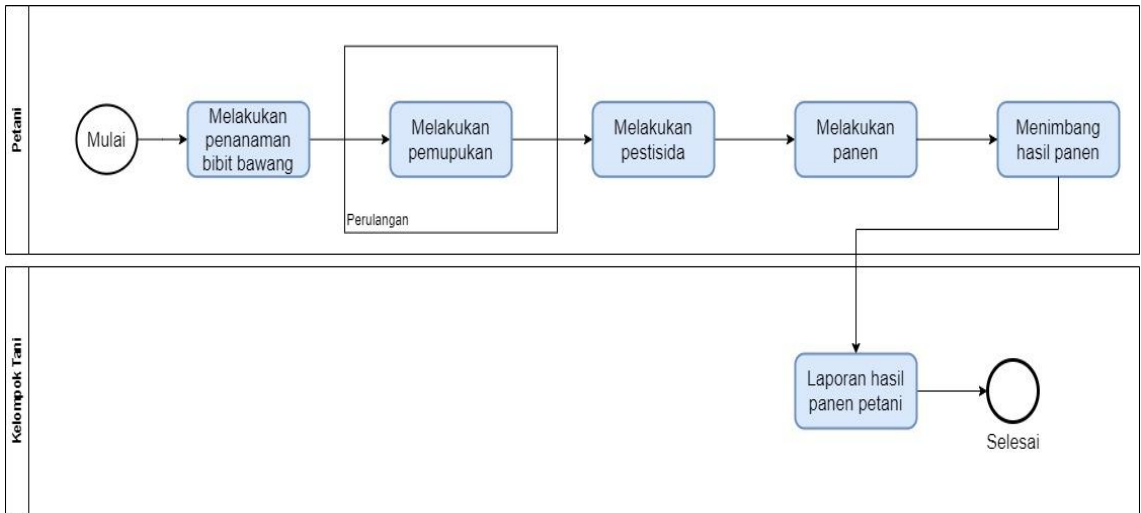 Petani
Mulai
Melakukan
penanaman
bibit bawang
Melakukan
pemupukan
Perulangan
Melakukan
pestisida
Melakukan
panen
Menimbang
hasil panen
Kelompok Tani
Laporan hasil
panen petani
Selesai